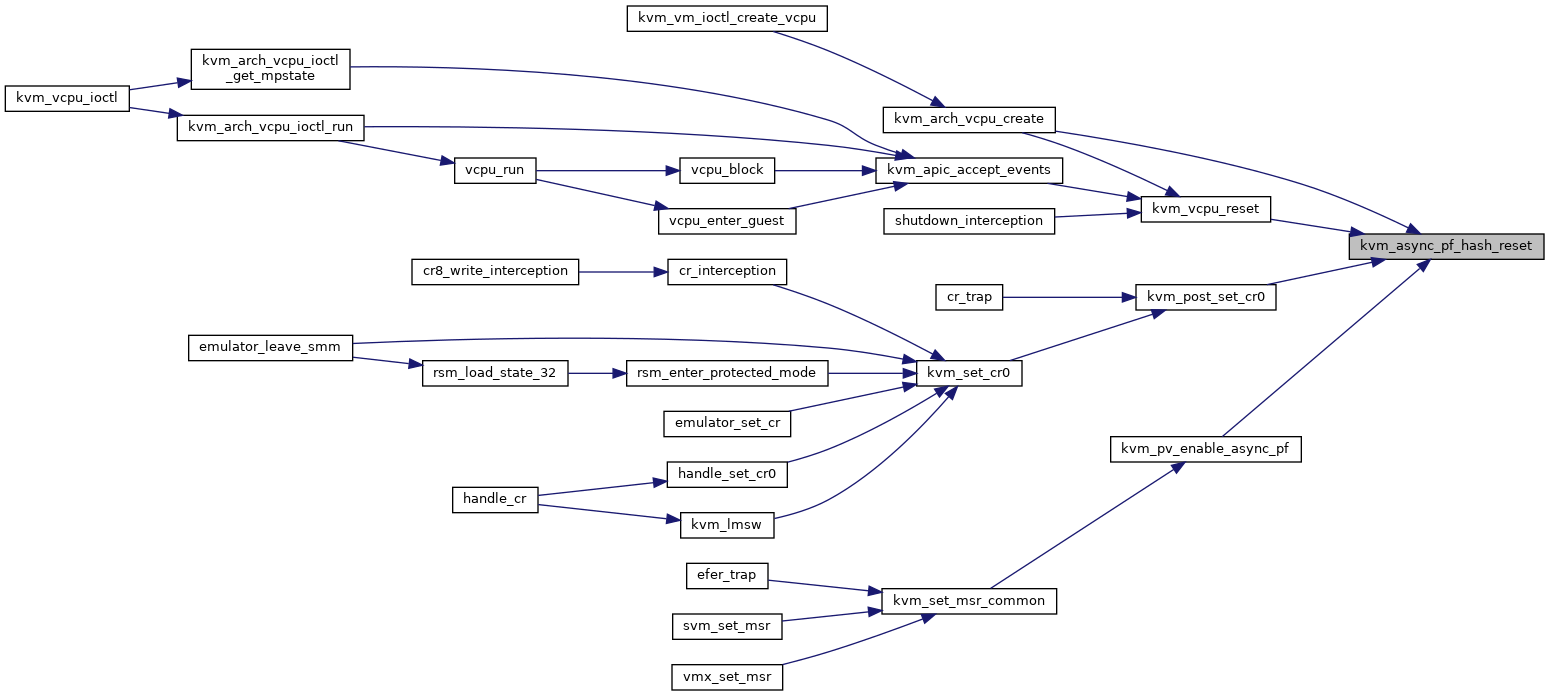 kvm_vm_ioctl_create_vcpu
kvm_arch_vcpu_ioctl
_get_mpstate
kvm_vcpu_ioctl
kvm_arch_vcpu_create
kvm_arch_vcpu_ioctl_run
vcpu_run
vcpu_block
kvm_apic_accept_events
kvm_vcpu_reset
vcpu_enter_guest
shutdown_interception
kvm_async_pf_hash_reset
cr8_write_interception
cr_interception
cr_trap
kvm_post_set_cr0
emulator_leave_smm
rsm_load_state_32
rsm_enter_protected_mode
kvm_set_cr0
emulator_set_cr
kvm_pv_enable_async_pf
handle_set_cr0
handle_cr
kvm_lmsw
efer_trap
kvm_set_msr_common
svm_set_msr
vmx_set_msr